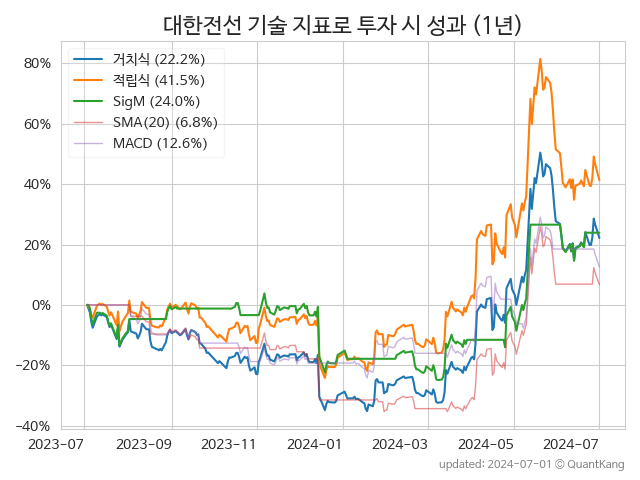 대한전선 기술 지표로 투자 시 성과 (1년)
거치식 (22.2%)
적립식 (41.5%)
SigM (24.0%)
SMA(20) (6.8%)
MACD (12.6%)
80%
60%
40%
20%
0%
−20%
−40%
2023-07 2023-09 2023-11 2024-01 2024-03 2024-05 2024-07
updated: 2024-07-01 © QuantKang